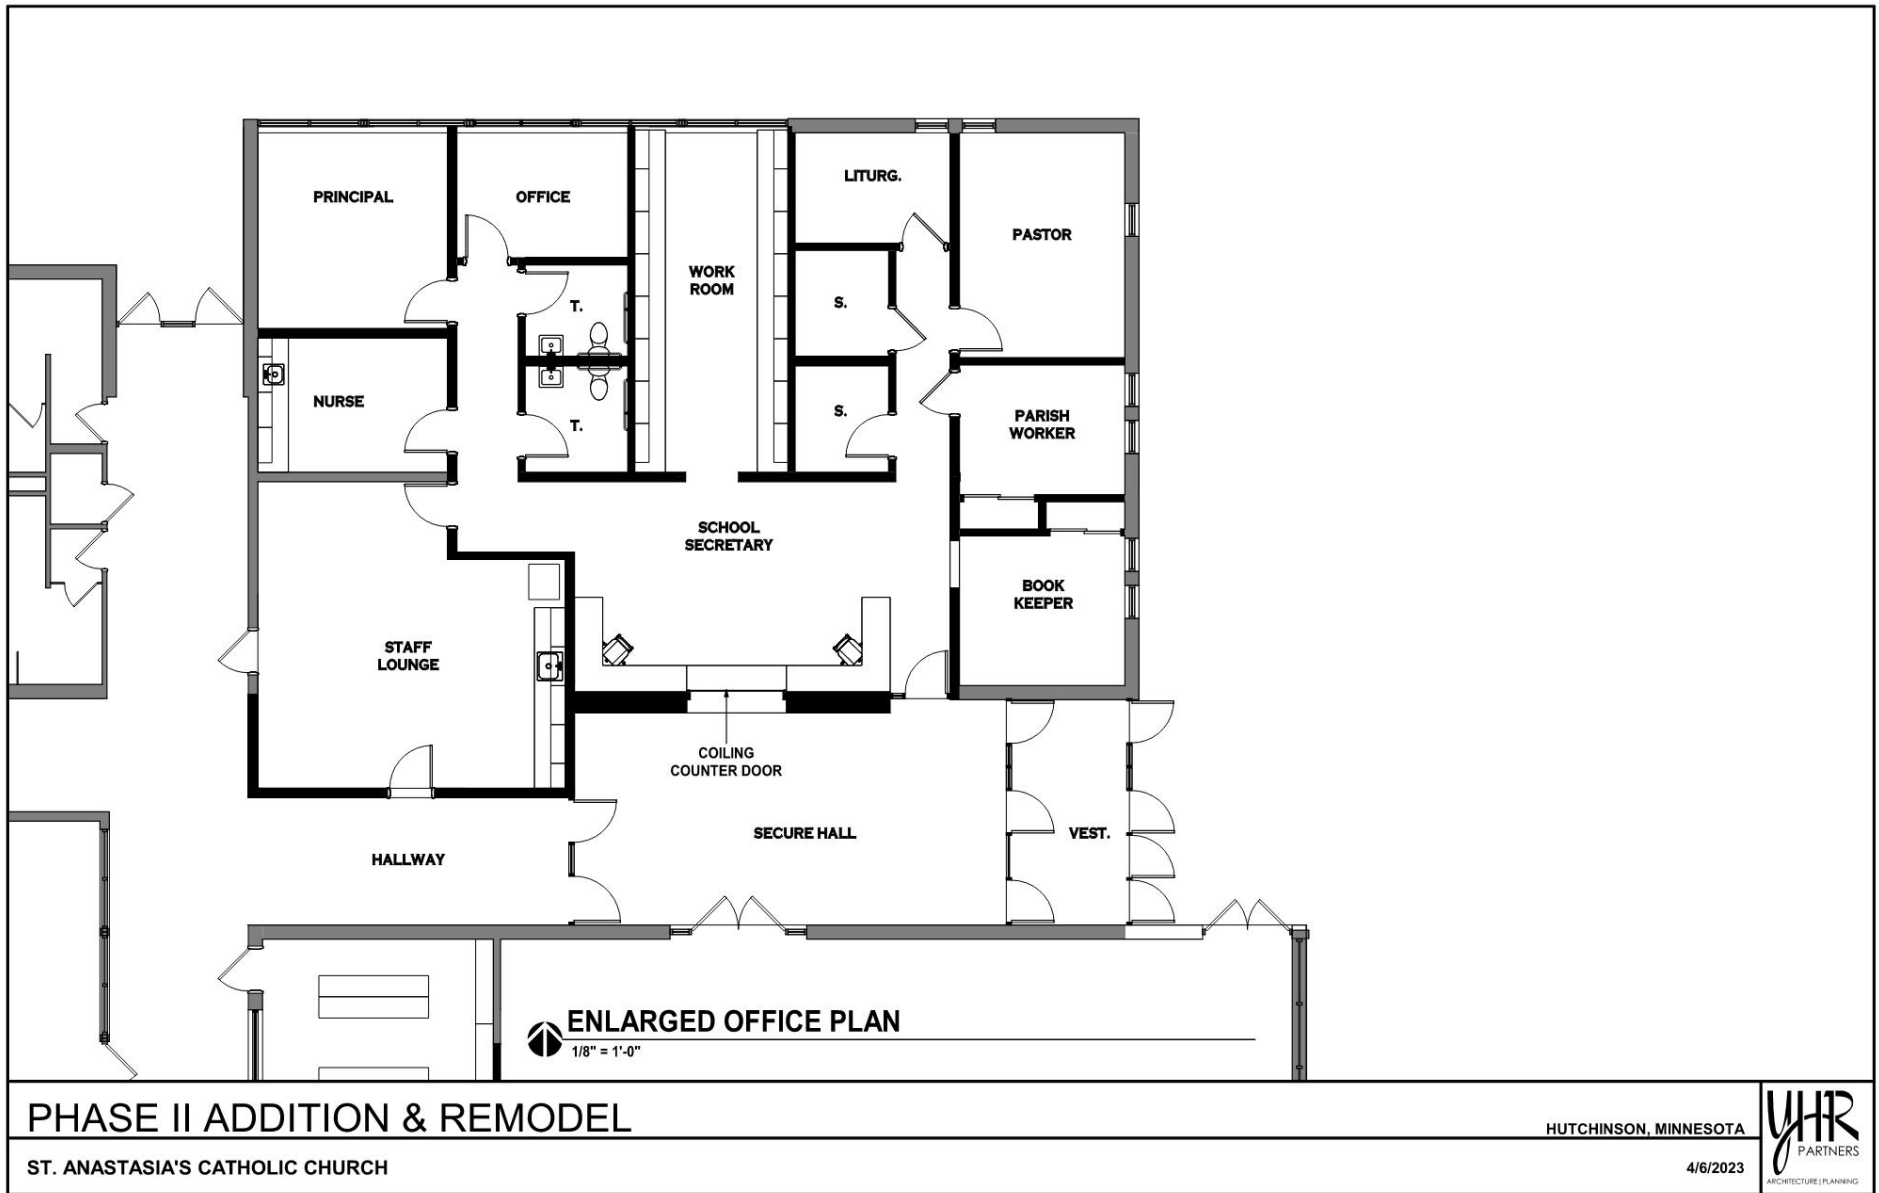 PRINCIPAL
OFFICE
WORK
ROOM
LITURG.
PASTOR
T.
S.
NURSE
T.
S.
PARISH
WORKER
SCHOOL
SECRETARY
BOOK
KEEPER
STAFF
LOUNGE
COILING
COUNTER DOOR
HALLWAY
SECURE HALL
VEST.
ENLARGED OFFICE PLAN
1/8" = 1'-0"
PHASE II ADDITION & REMODEL
HUTCHINSON, MINNESOTA
ST. ANASTASIA'S CATHOLIC CHURCH
4/6/2023
YHR
PARTNERS
ARCHITECTURE | PLANNING